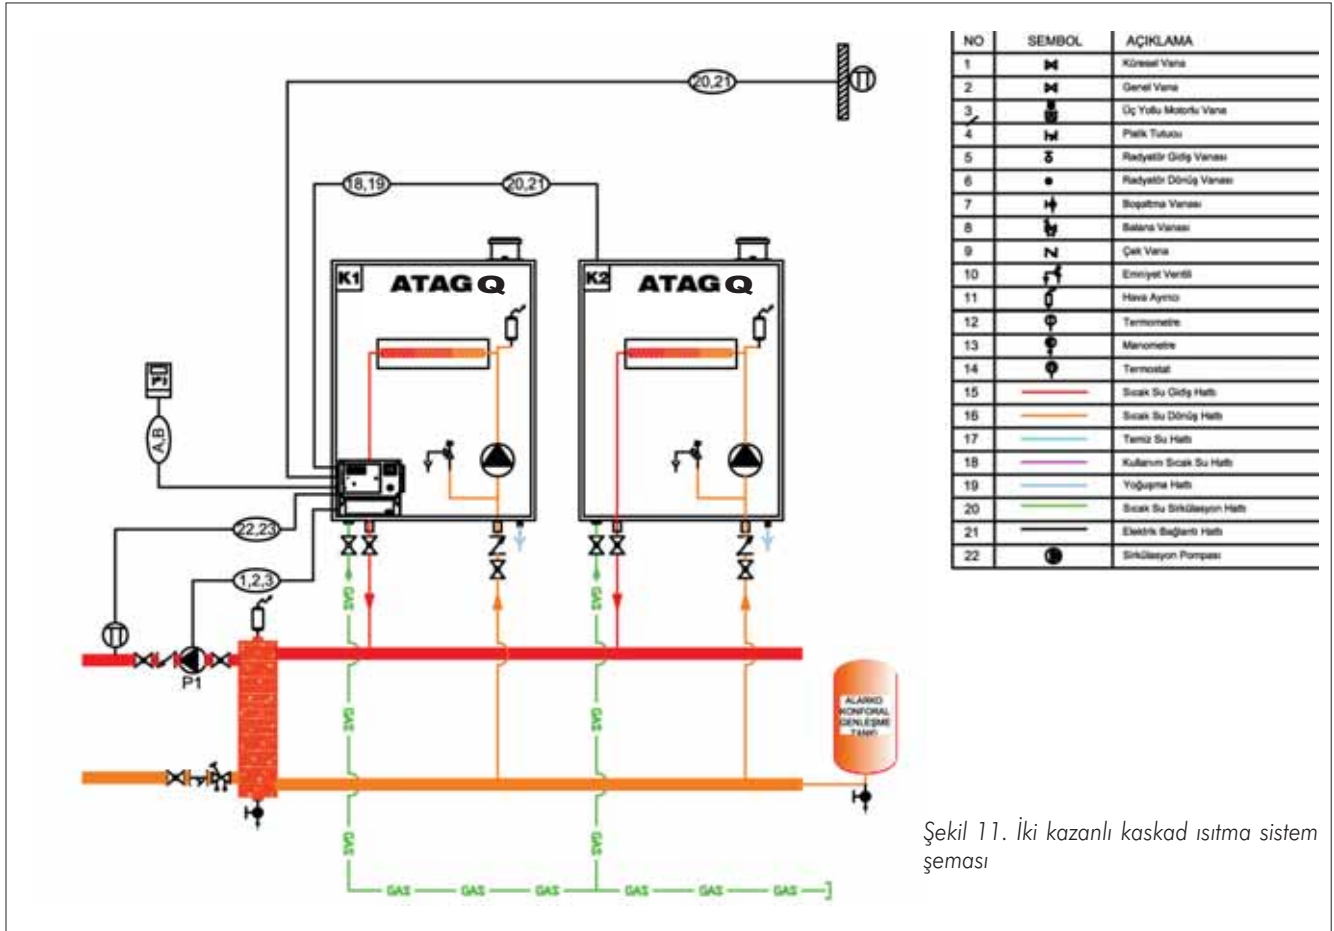 20,21
18,19
20,21
K1
ATAG Q
K2
ATAG Q
A,B
22,23
1,2,3
P1
GAS
GAS
GAS
GAS
GAS
GAS
GAS GAS GAS GAS GAS GAS GAS
ALARKO
KONFORAL
GENLEŞME
TANKI
NO SEMBOL AÇIKLAMA
1 Küresel Vana
2 Genel Vana
3 Üç Yollu Motorlu Vana
4 Pislik Tutucu
5 Radyatör Gidiş Vanası
6 Radyatör Dönüş Vanası
7 Boşaltma Vanası
8 Balans Vanası
9 Çek Vana
10 Emniyet Ventili
11 Hava Ayırıcı
12 Termometre
13 Manometre
14 Termostat
15 Sıcak Su Gidiş Hattı
16 Sıcak Su Dönüş Hattı
17 Temiz Su Hattı
18 Kullanım Sıcak Su Hattı
19 Yoğuşma Hattı
20 Sıcak Su Sirkülasyon Hattı
21 Elektrik Bağlantı Hattı
22 Sirkülasyon Pompası
Şekil 11. İki kazanlı kaskad ısıtma sistem
şeması